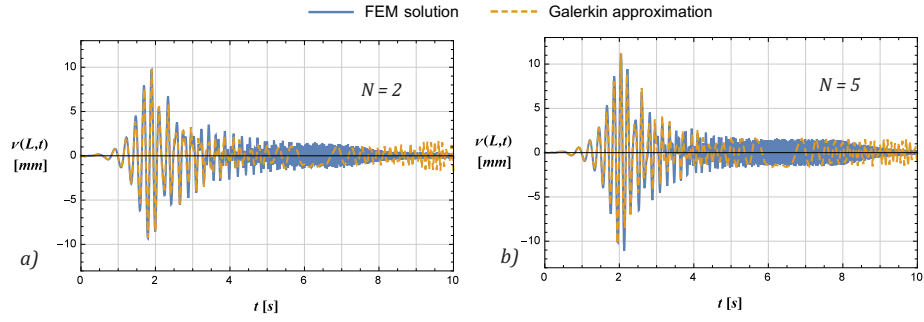 FEM solution
Galerkin approximation
10
5
0
−5
−10
ν(L,t)
[mm]
N = 2
a)
0
2
4
6
8
10
t [s]
10
5
0
−5
−10
ν(L,t)
[mm]
N = 5
b)
0
2
4
6
8
10
t [s]